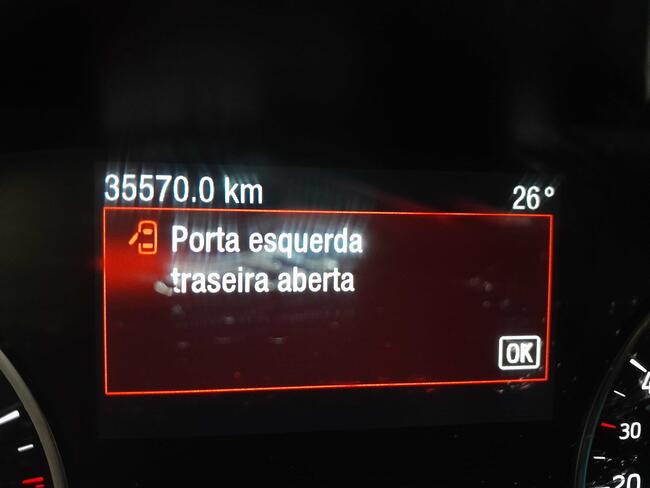 35570.0 km 26°
Porta esquerda
traseira aberta
OK
30
20